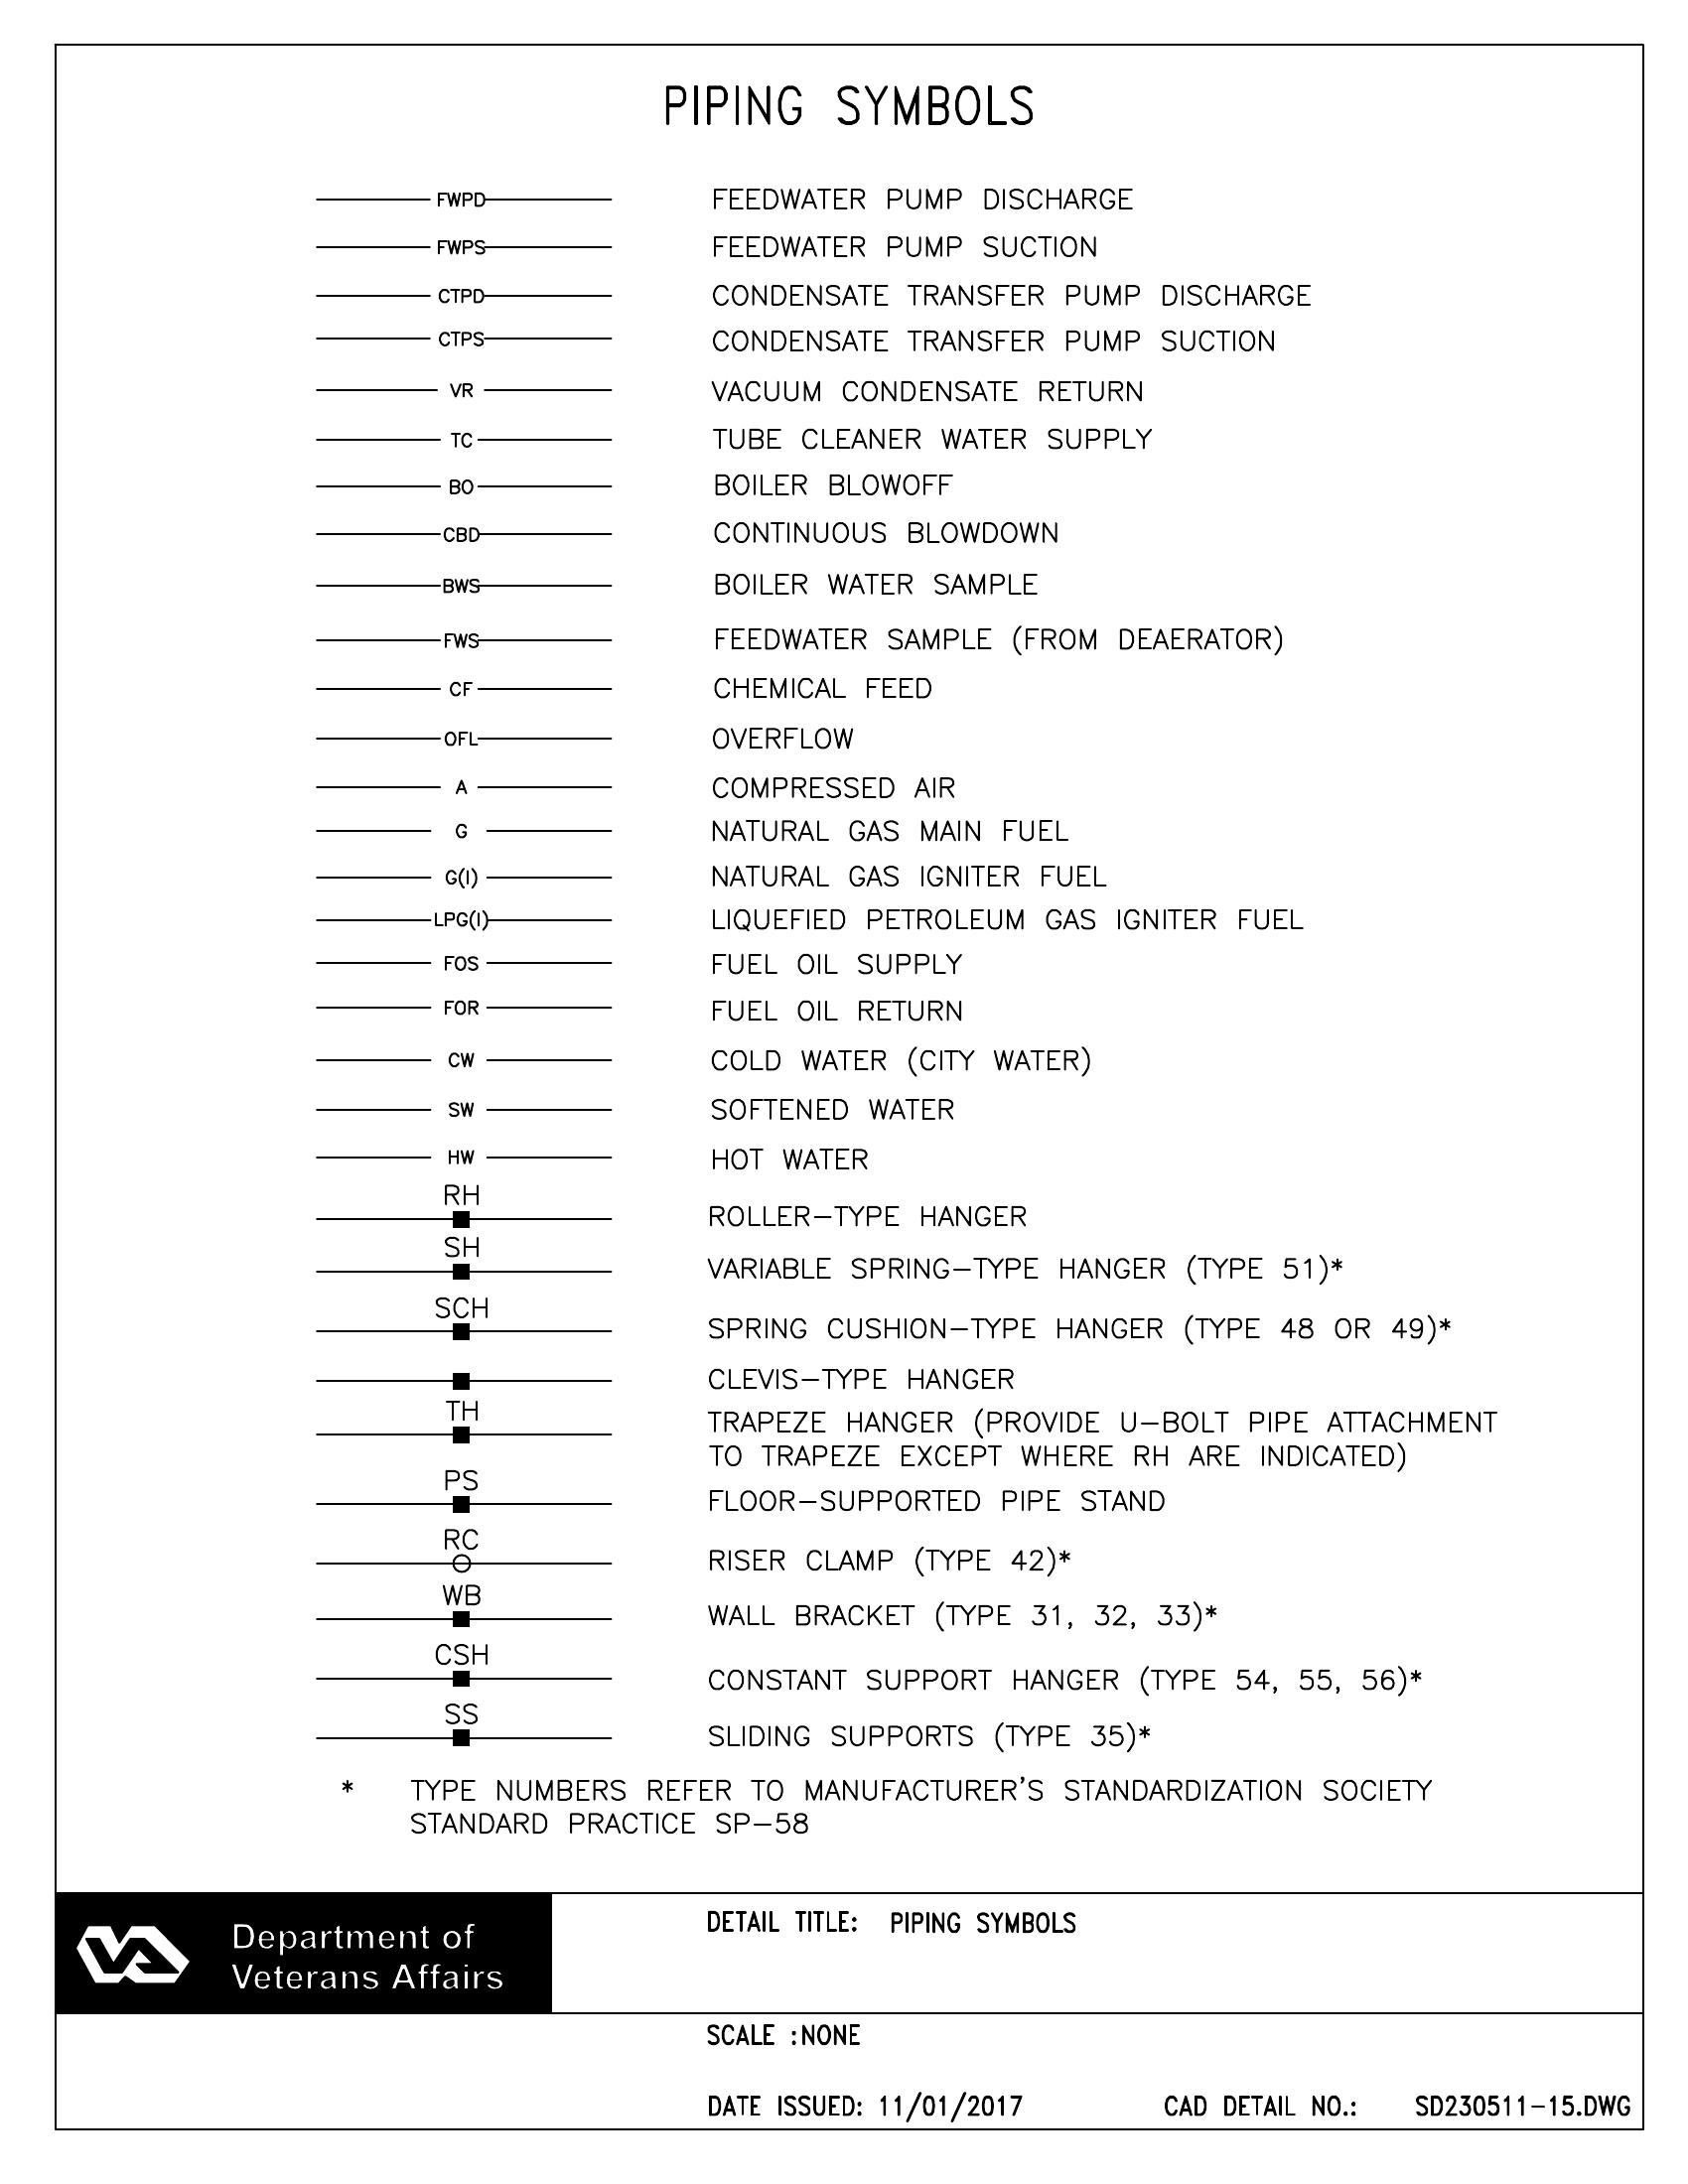 PIPING SYMBOLS
FWPD FEEDWATER PUMP DISCHARGE
FWPS FEEDWATER PUMP SUCTION
CTPD CONDENSATE TRANSFER PUMP DISCHARGE
CTPS CONDENSATE TRANSFER PUMP SUCTION
VR VACUUM CONDENSATE RETURN
TC TUBE CLEANER WATER SUPPLY
BO BOILER BLOWOFF
CBD CONTINUOUS BLOWDOWN
BWS BOILER WATER SAMPLE
FWS FEEDWATER SAMPLE (FROM DEAERATOR)
CF CHEMICAL FEED
OFL OVERFLOW
A COMPRESSED AIR
G NATURAL GAS MAIN FUEL
G(I) NATURAL GAS IGNITER FUEL
LPG(I) LIQUEFIED PETROLEUM GAS IGNITER FUEL
FOS FUEL OIL SUPPLY
FOR FUEL OIL RETURN
CW COLD WATER (CITY WATER)
SW SOFTENED WATER
HW HOT WATER
RH ROLLER-TYPE HANGER
SH VARIABLE SPRING-TYPE HANGER (TYPE 51)*
SCH SPRING CUSHION-TYPE HANGER (TYPE 48 OR 49)*
CLEVIS-TYPE HANGER
TH TRAPEZE HANGER (PROVIDE U-BOLT PIPE ATTACHMENT
TO TRAPEZE EXCEPT WHERE RH ARE INDICATED)
PS FLOOR-SUPPORTED PIPE STAND
RC RISER CLAMP (TYPE 42)*
WB WALL BRACKET (TYPE 31, 32, 33)*
CSH CONSTANT SUPPORT HANGER (TYPE 54, 55, 56)*
SS SLIDING SUPPORTS (TYPE 35)*
* TYPE NUMBERS REFER TO MANUFACTURER'S STANDARDIZATION SOCIETY
STANDARD PRACTICE SP-58
VA
Department of
Veterans Affairs
DETAIL TITLE: PIPING SYMBOLS
SCALE :NONE
DATE ISSUED: 11/01/2017 CAD DETAIL NO.: SD230511-15.DWG